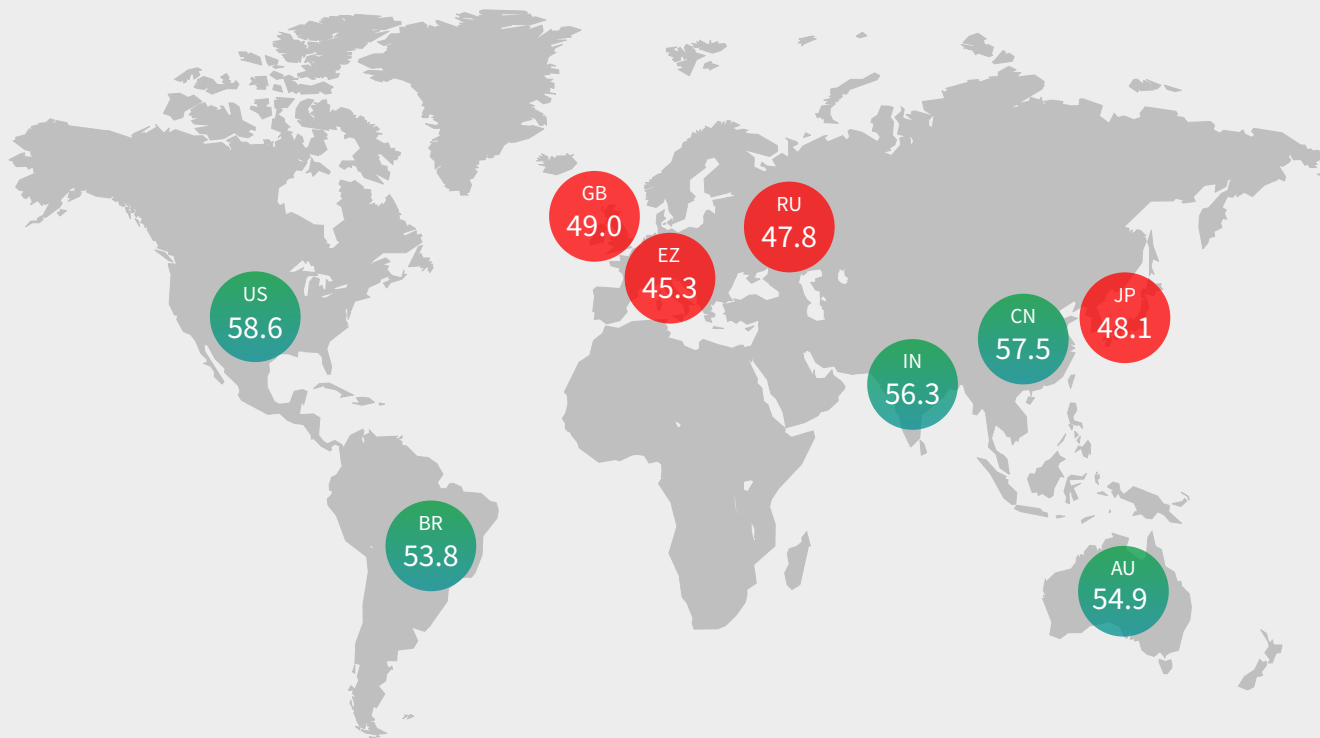 GB
49.0
RU
47.8
EZ
45.3
US
58.6
JP
48.1
CN
57.5
IN
56.3
BR
53.8
AU
54.9